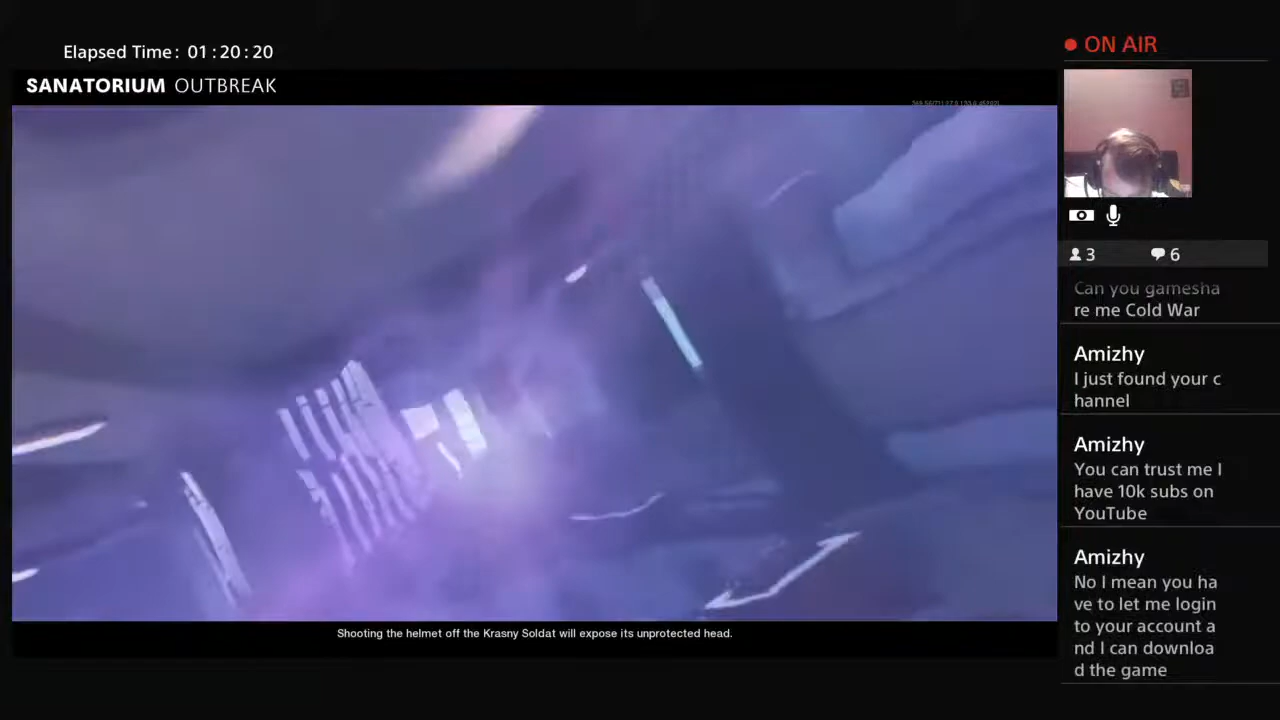 Elapsed Time: 01:20:20
SANATORIUM OUTBREAK
Shooting the helmet off the Krasny Soldat will expose its unprotected head.
ON AIR
3 6
Can you gamesha
re me Cold War
Amizhy
I just found your c
hannel
Amizhy
You can trust me I
have 10k subs on
YouTube
Amizhy
No I mean you ha
ve to let me login
to your account a
nd I can downloa
d the game